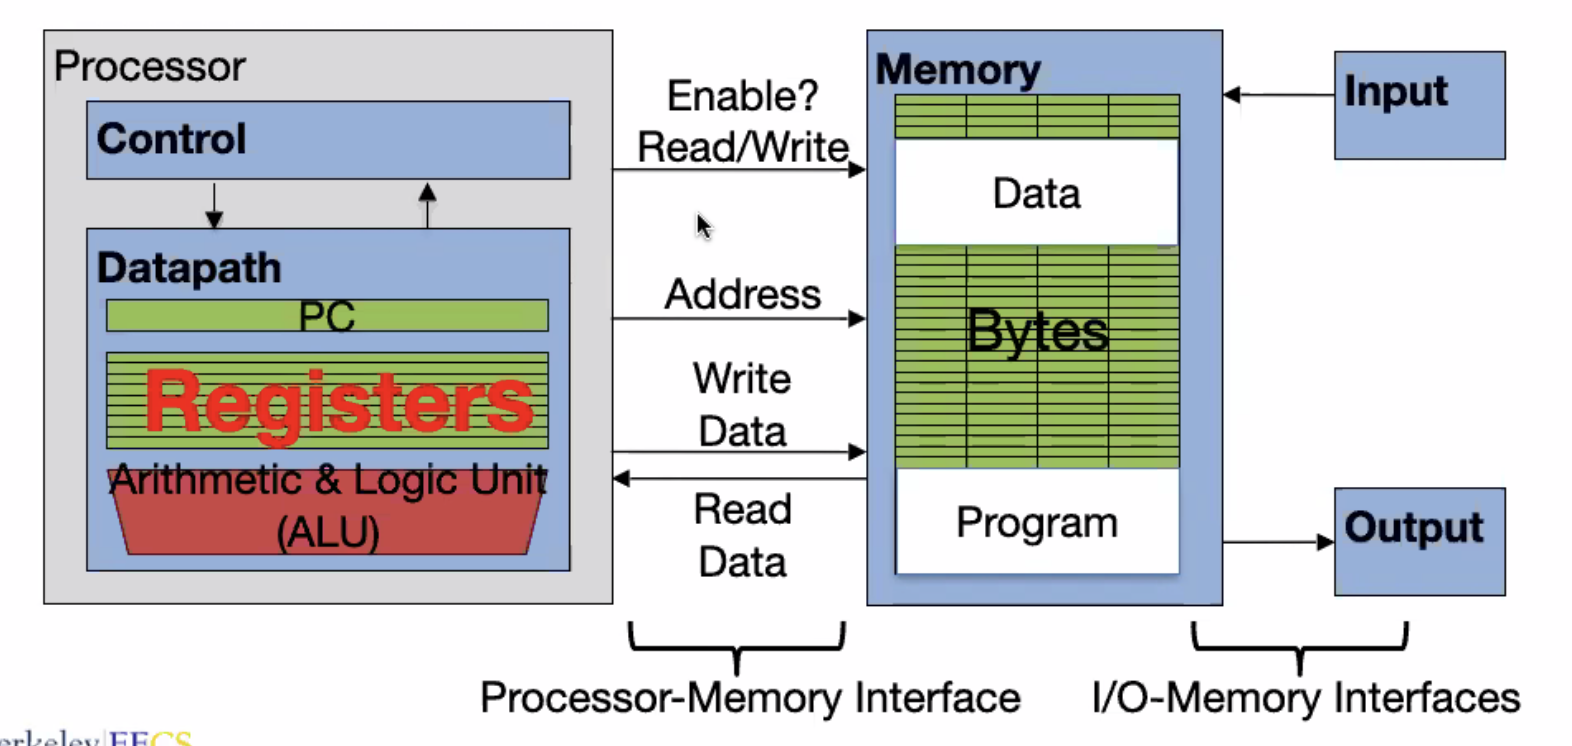 Processor
Control
Datapath
PC
Registers
Arithmetic & Logic Unit
(ALU)
Enable?
Read/Write
Address
Write
Data
Read
Data
Memory
Data
Bytes
Program
Input
Output
Processor-Memory Interface
I/O-Memory Interfaces
erkeley EECS